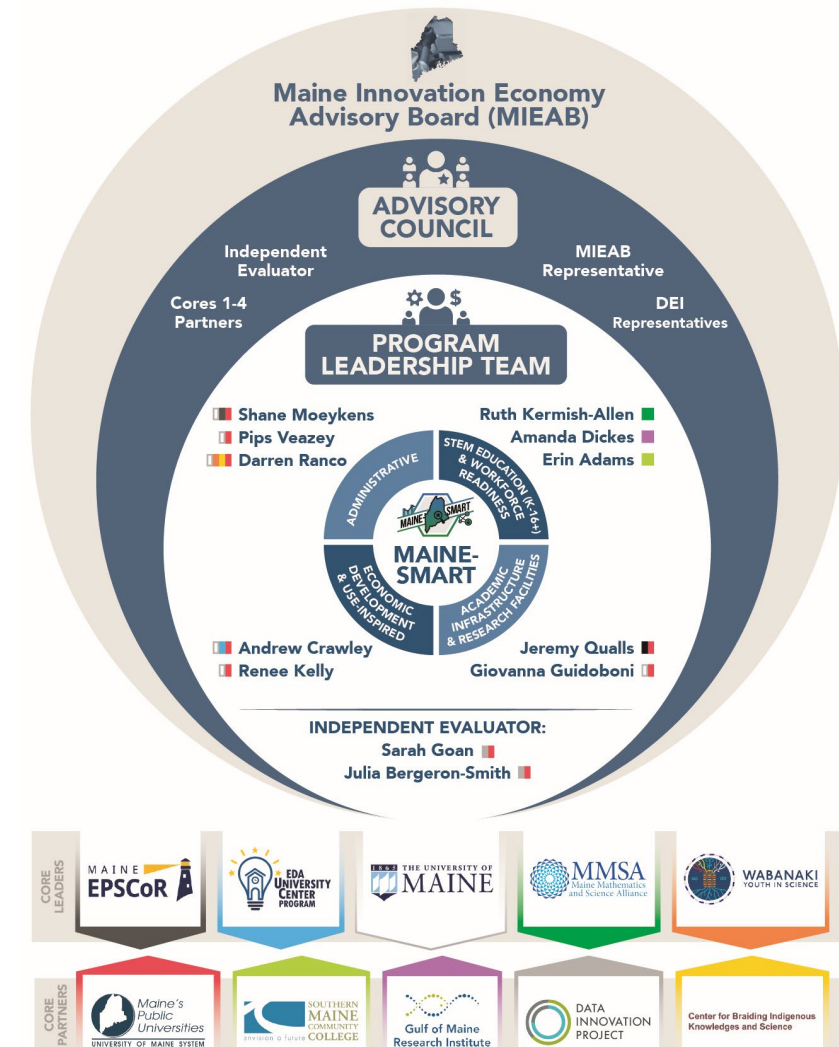 Maine Innovation Economy
Advisory Board (MIEAB)
ADVISORY
COUNCIL
Independent
Evaluator
MIEAB
Representative
Cores 1-4
Partners
DEI
Representatives
PROGRAM
LEADERSHIP TEAM
Shane Moeykens
Pips Veazey
Darren Ranco
Ruth Kermish-Allen
Amanda Dickes
Erin Adams
ADMINISTRATIVE
STEM EDUCATION (K-16+)
& WORKFORCE
READINESS
MAINE SMART
MAINE-
SMART
ECONOMIC
DEVELOPMENT
& USE-INSPIRED
ACADEMIC
INFRASTRUCTURE
& RESEARCH FACILITIES
Andrew Crawley
Renee Kelly
Jeremy Qualls
Giovanna Guidoboni
INDEPENDENT EVALUATOR:
Sarah Goan
Julia Bergeron-Smith
CORE
LEADERS
MAINE
EPSCoR
EDA
UNIVERSITY
CENTER
PROGRAM
1865 THE UNIVERSITY OF
MAINE
MMSA
Maine Mathematics
and Science Alliance
WABANAKI
YOUTH IN SCIENCE
CORE
PARTNERS
Maine's
Public
Universities
UNIVERSITY OF MAINE SYSTEM
SOUTHERN
MAINE
COMMUNITY
COLLEGE
envision a future
Gulf of Maine
Research Institute
DATA
INNOVATION
PROJECT
Center for Braiding Indigenous
Knowledges and Science